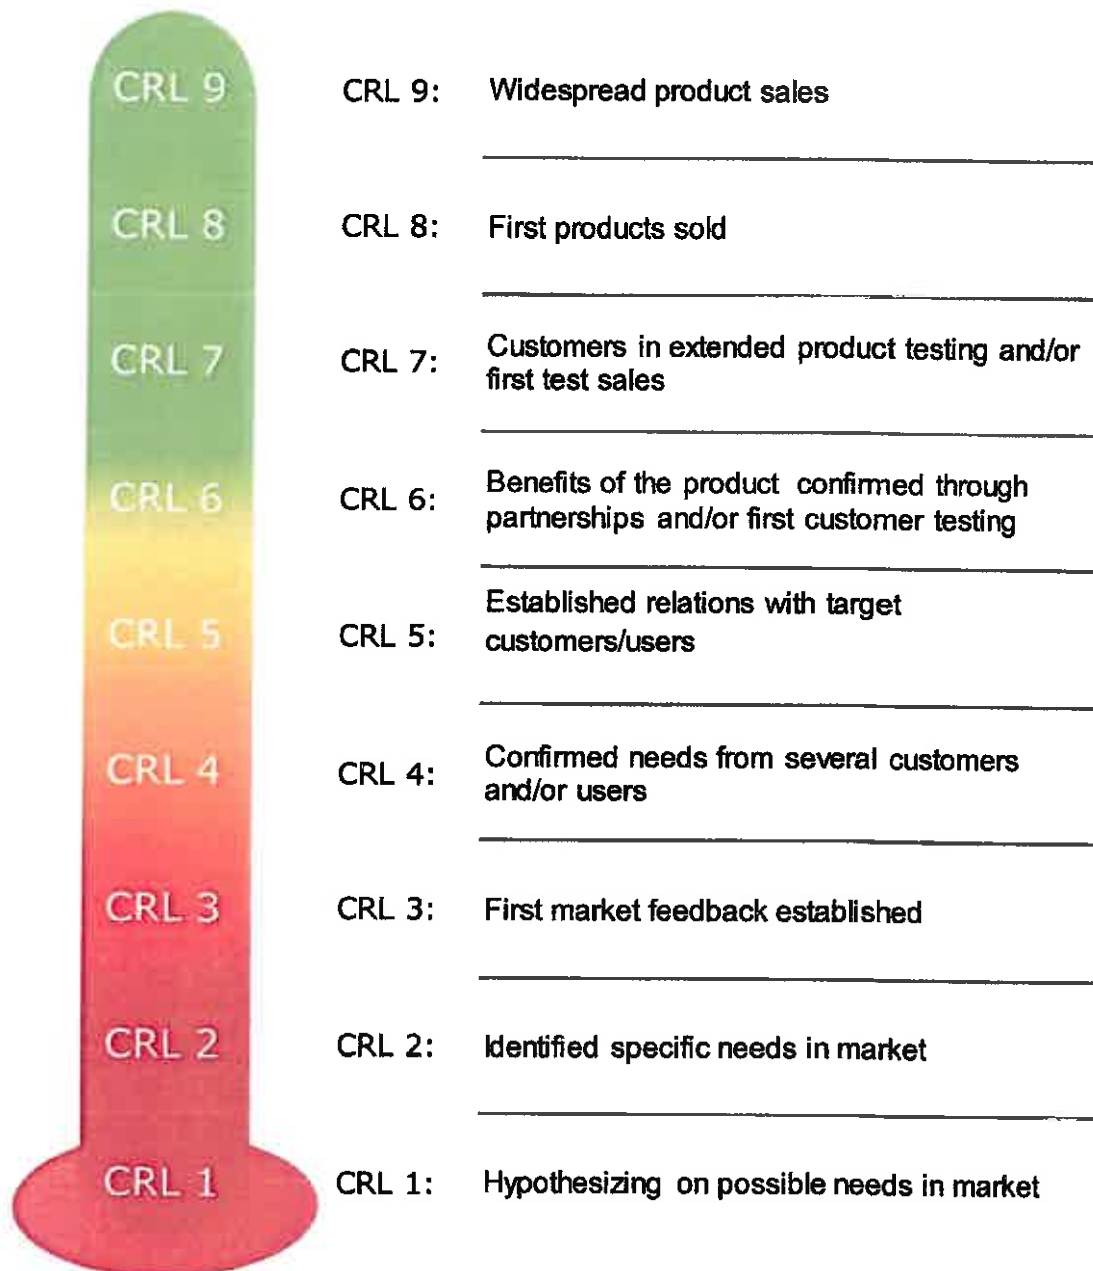 CRL 9
CRL 9: Widespread product sales
CRL 8
CRL 8: First products sold
CRL 7
CRL 7: Customers in extended product testing and/or
first test sales
CRL 6
CRL 6: Benefits of the product confirmed through
partnerships and/or first customer testing
CRL 5
CRL 5: Established relations with target
customers/users
CRL 4
CRL 4: Confirmed needs from several customers
and/or users
CRL 3
CRL 3: First market feedback established
CRL 2
CRL 2: Identified specific needs in market
CRL 1
CRL 1: Hypothesizing on possible needs in market